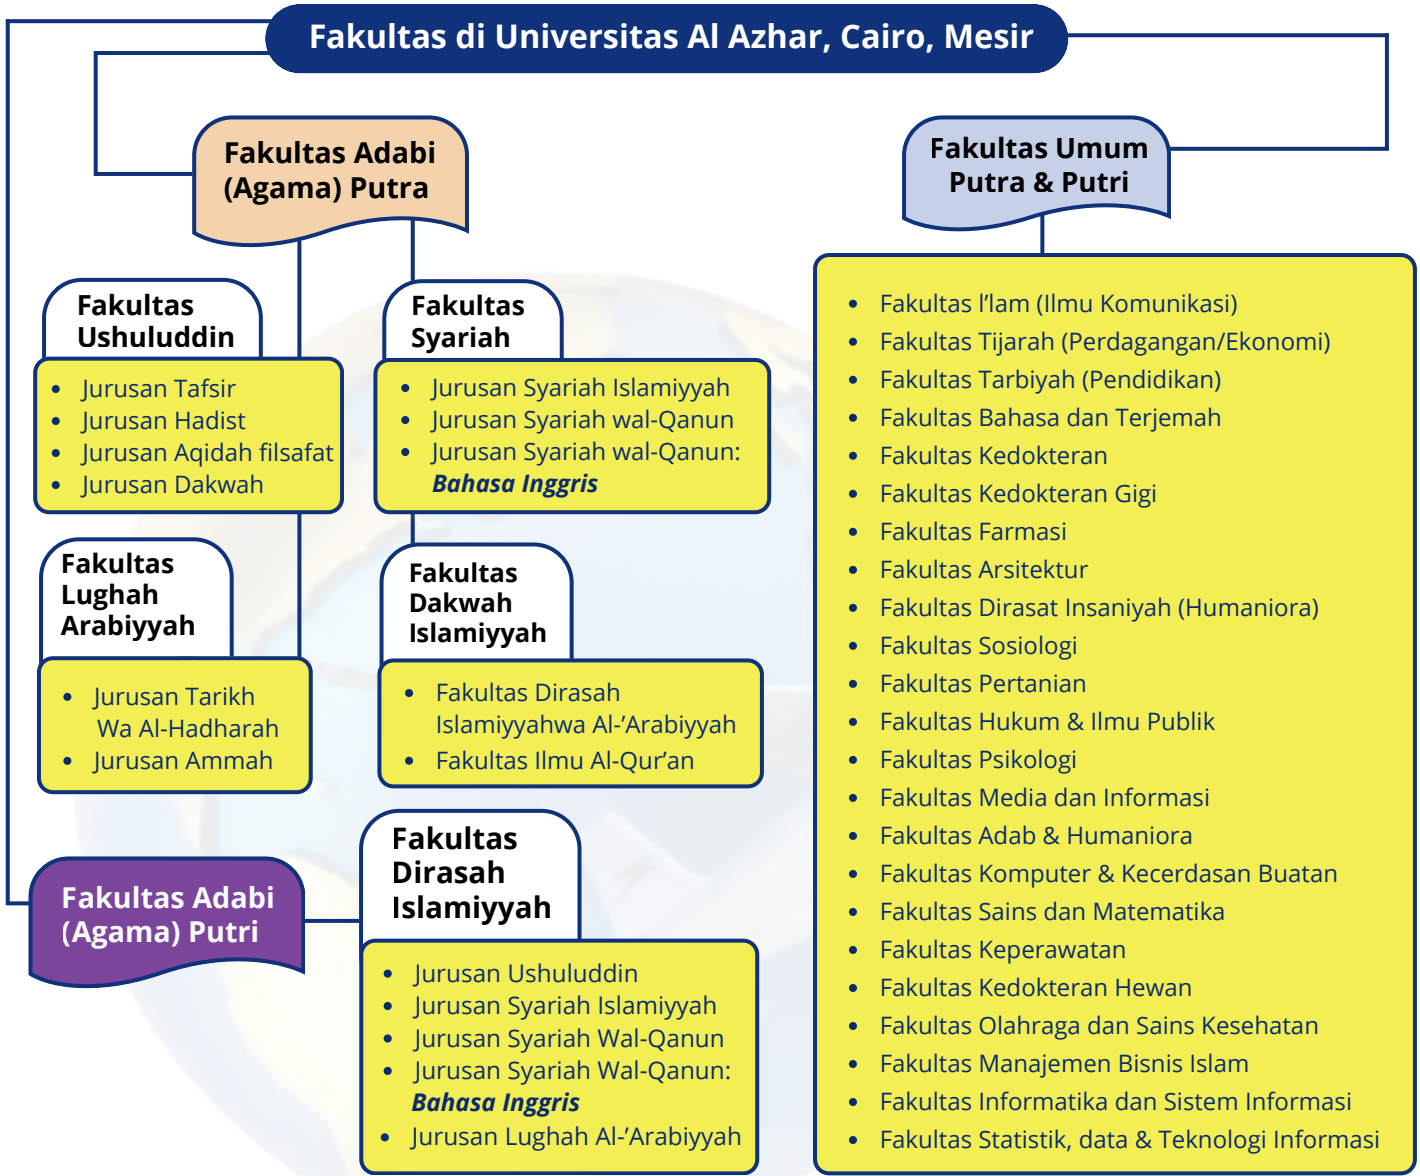 Fakultas di Universitas Al Azhar, Cairo, Mesir
Fakultas Adabi
(Agama) Putra
Fakultas
Ushuluddin
• Jurusan Tafsir
• Jurusan Hadist
• Jurusan Aqidah filsafat
• Jurusan Dakwah
Fakultas
Syariah
• Jurusan Syariah Islamiyyah
• Jurusan Syariah wal-Qanun
• Jurusan Syariah wal-Qanun:
Bahasa Inggris
Fakultas
Lughah
Arabiyyah
• Jurusan Tarikh
Wa Al-Hadharah
• Jurusan Ammah
Fakultas
Dakwah
Islamiyyah
• Fakultas Dirasah
Islamiyyahwa Al-’Arabiyyah
• Fakultas Ilmu Al-Qur’an
Fakultas Adabi
(Agama) Putri
Fakultas
Dirasah
Islamiyyah
• Jurusan Ushuluddin
• Jurusan Syariah Islamiyyah
• Jurusan Syariah Wal-Qanun
• Jurusan Syariah Wal-Qanun:
Bahasa Inggris
• Jurusan Lughah Al-’Arabiyyah
Fakultas Umum
Putra & Putri
• Fakultas I’lam (Ilmu Komunikasi)
• Fakultas Tijarah (Perdagangan/Ekonomi)
• Fakultas Tarbiyah (Pendidikan)
• Fakultas Bahasa dan Terjemah
• Fakultas Kedokteran
• Fakultas Kedokteran Gigi
• Fakultas Farmasi
• Fakultas Arsitektur
• Fakultas Dirasat Insaniyah (Humaniora)
• Fakultas Sosiologi
• Fakultas Pertanian
• Fakultas Hukum & Ilmu Publik
• Fakultas Psikologi
• Fakultas Media dan Informasi
• Fakultas Adab & Humaniora
• Fakultas Komputer & Kecerdasan Buatan
• Fakultas Sains dan Matematika
• Fakultas Keperawatan
• Fakultas Kedokteran Hewan
• Fakultas Olahraga dan Sains Kesehatan
• Fakultas Manajemen Bisnis Islam
• Fakultas Informatika dan Sistem Informasi
• Fakultas Statistik, data & Teknologi Informasi